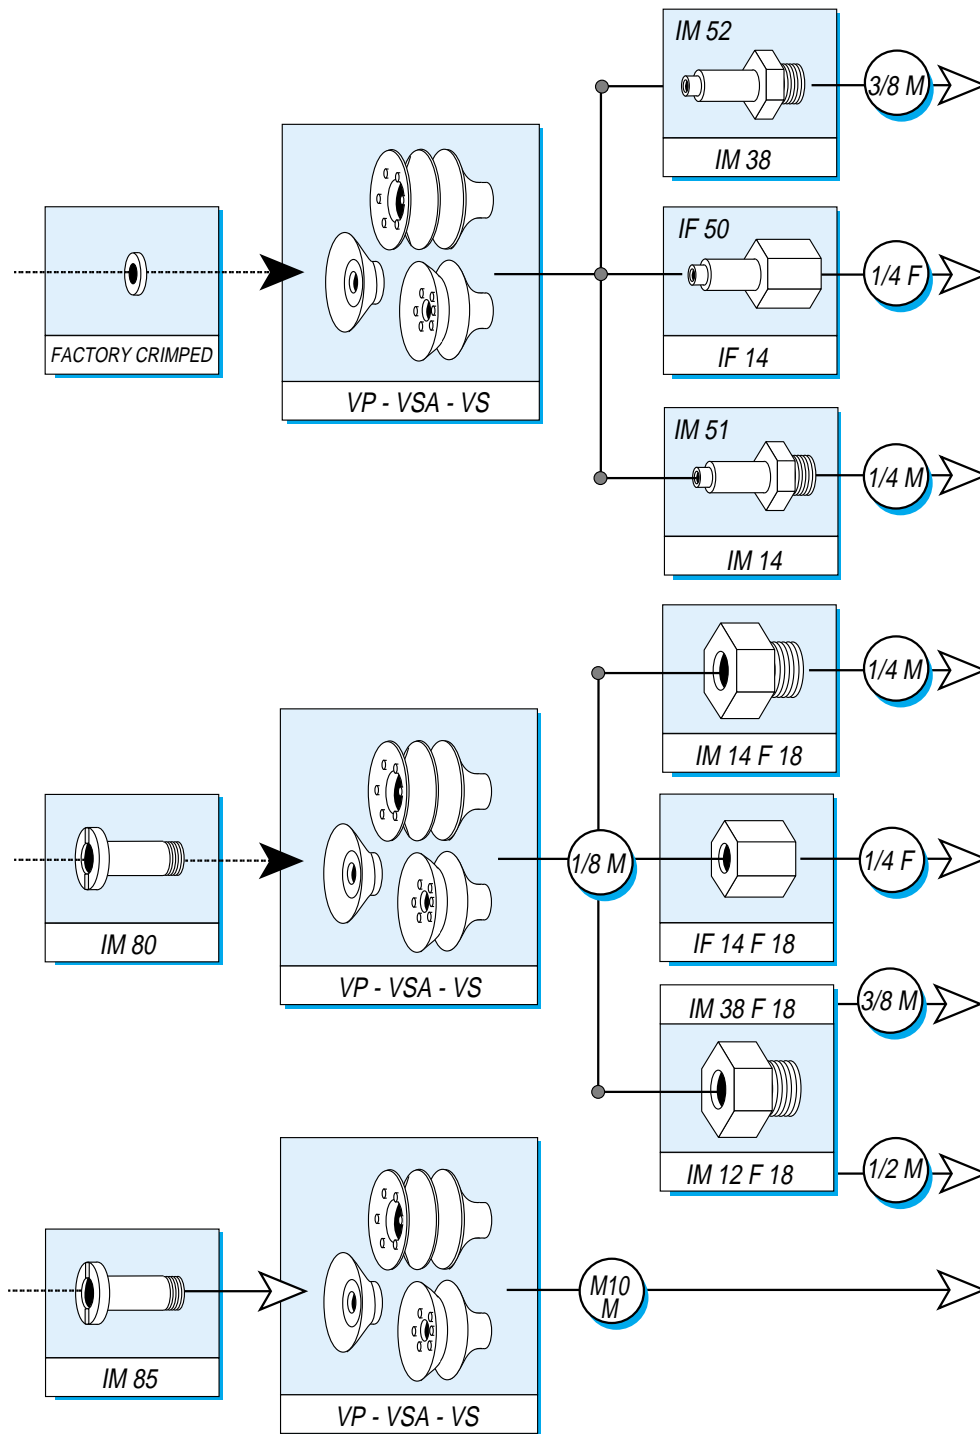 IM 52
IM 38
3/8 M
FACTORY CRIMPED
VP - VSA - VS
IF 50
IF 14
1/4 F
IM 51
IM 14
1/4 M
IM 80
VP - VSA - VS
1/8 M
IM 14 F 18
1/4 M
IF 14 F 18
1/4 F
IM 38 F 18
3/8 M
IM 12 F 18
1/2 M
IM 85
VP - VSA - VS
M10
M